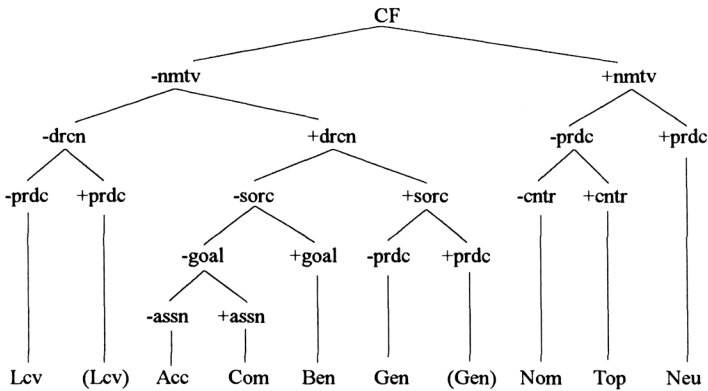 CF
-nmtv +nmtv
-drcn +drcn -prdc +prdc
-prdc +prdc -sorc +sorc -cntr +cntr
-goal +goal -prdc +prdc
-assn +assn
Lcv (Lcv) Acc Com Ben Gen (Gen) Nom Top Neu